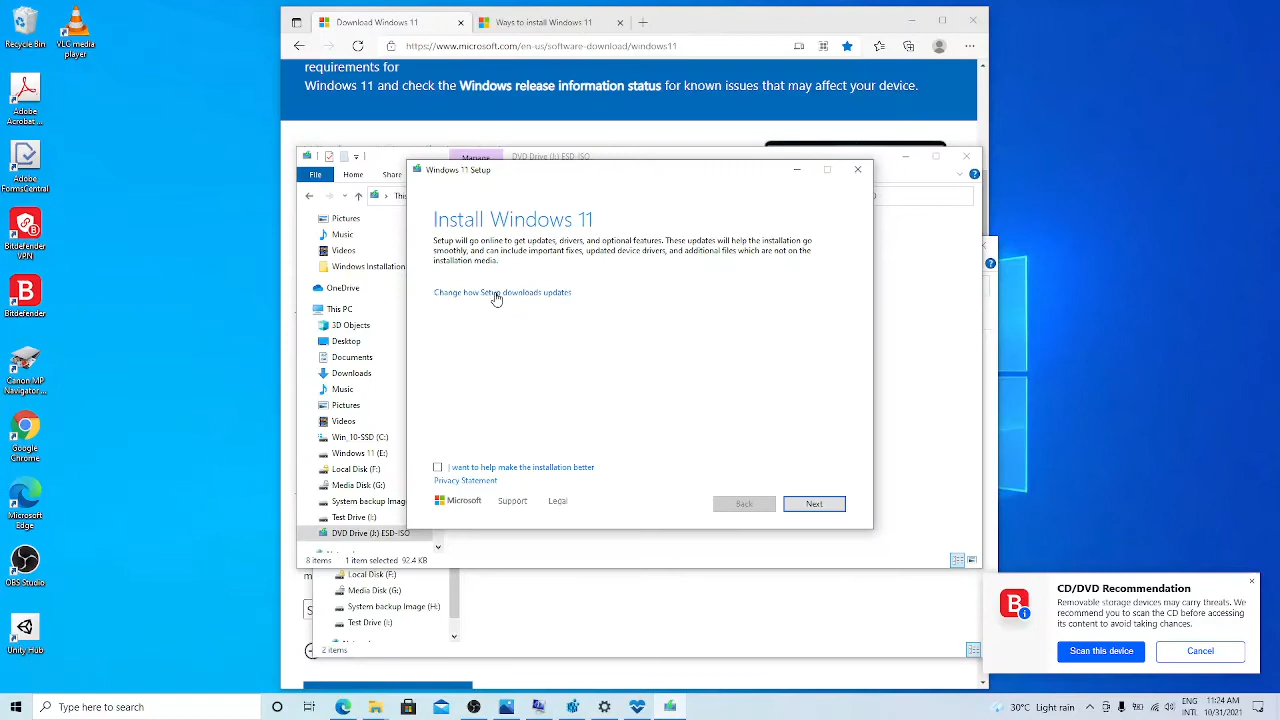 Recycle Bin
VLC media
player
Adobe
Acrobat ...
Adobe
FormsCentral
Bitdefender
VPN
Bitdefender
Canon MP
Navigator ...
Google
Chrome
Microsoft
Edge
OBS Studio
Unity Hub
Download Windows 11
Ways to install Windows 11
https://www.microsoft.com/en-us/software-download/windows11
requirements for
Windows 11 and check the Windows release information status for known issues that may affect your device.
Manage
DVD Drive (J:) ESD-ISO
File
Home
Share
Pictures
Music
Videos
Windows Installation
OneDrive
This PC
3D Objects
Desktop
Documents
Downloads
Music
Pictures
Videos
Win_10-SSD (C:)
Windows 11 (E:)
Local Disk (F:)
Media Disk (G:)
System backup Imag
Test Drive (I:)
DVD Drive (J:) ESD-ISO
8 items 1 item selected 92.4 KB
Windows 11 Setup
Install Windows 11
Setup will go online to get updates, drivers, and optional features. These updates will help the installation go
smoothly, and can include important fixes, updated device drivers, and additional files which are not on the
installation media.
Change how Setup downloads updates
I want to help make the installation better
Privacy Statement
Microsoft
Support
Legal
Back
Next
Local Disk (F:)
Media Disk (G:)
System backup Image (H:)
Test Drive (I:)
2 items
CD/DVD Recommendation
Removable storage devices may carry threats. We
recommend you to scan the CD before accessing
its content to avoid taking chances.
Scan this device
Cancel
Type here to search
30°C Light rain
ENG
INTL
11:24 AM
10/31/2021